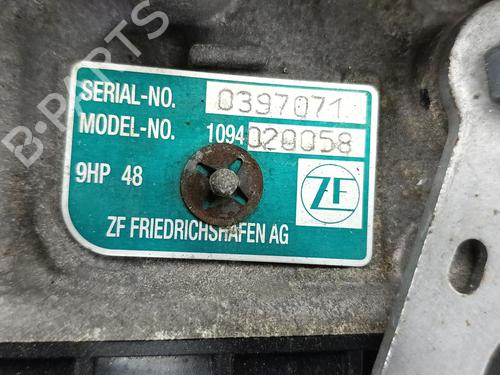 B-PARTS
SERIAL-NO. 0397071
MODEL-NO. 1094 020058
9HP 48
ZF
ZF FRIEDRICHSHAFEN AG